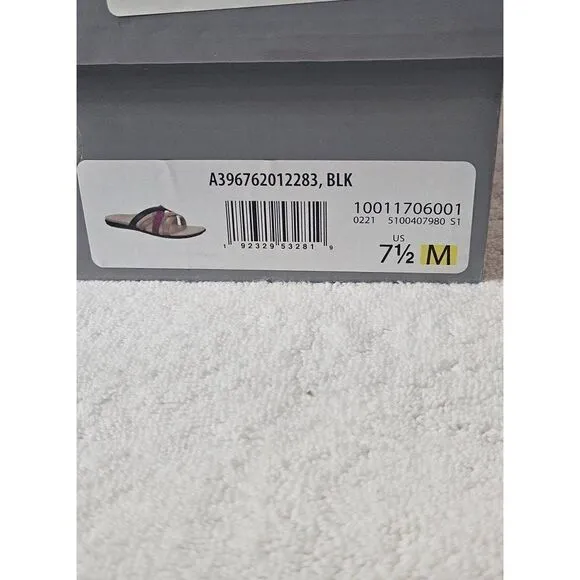 A396762012283, BLK
10011706001
0221 5100407980 S1
1 92329 53281 9
US
7½ M